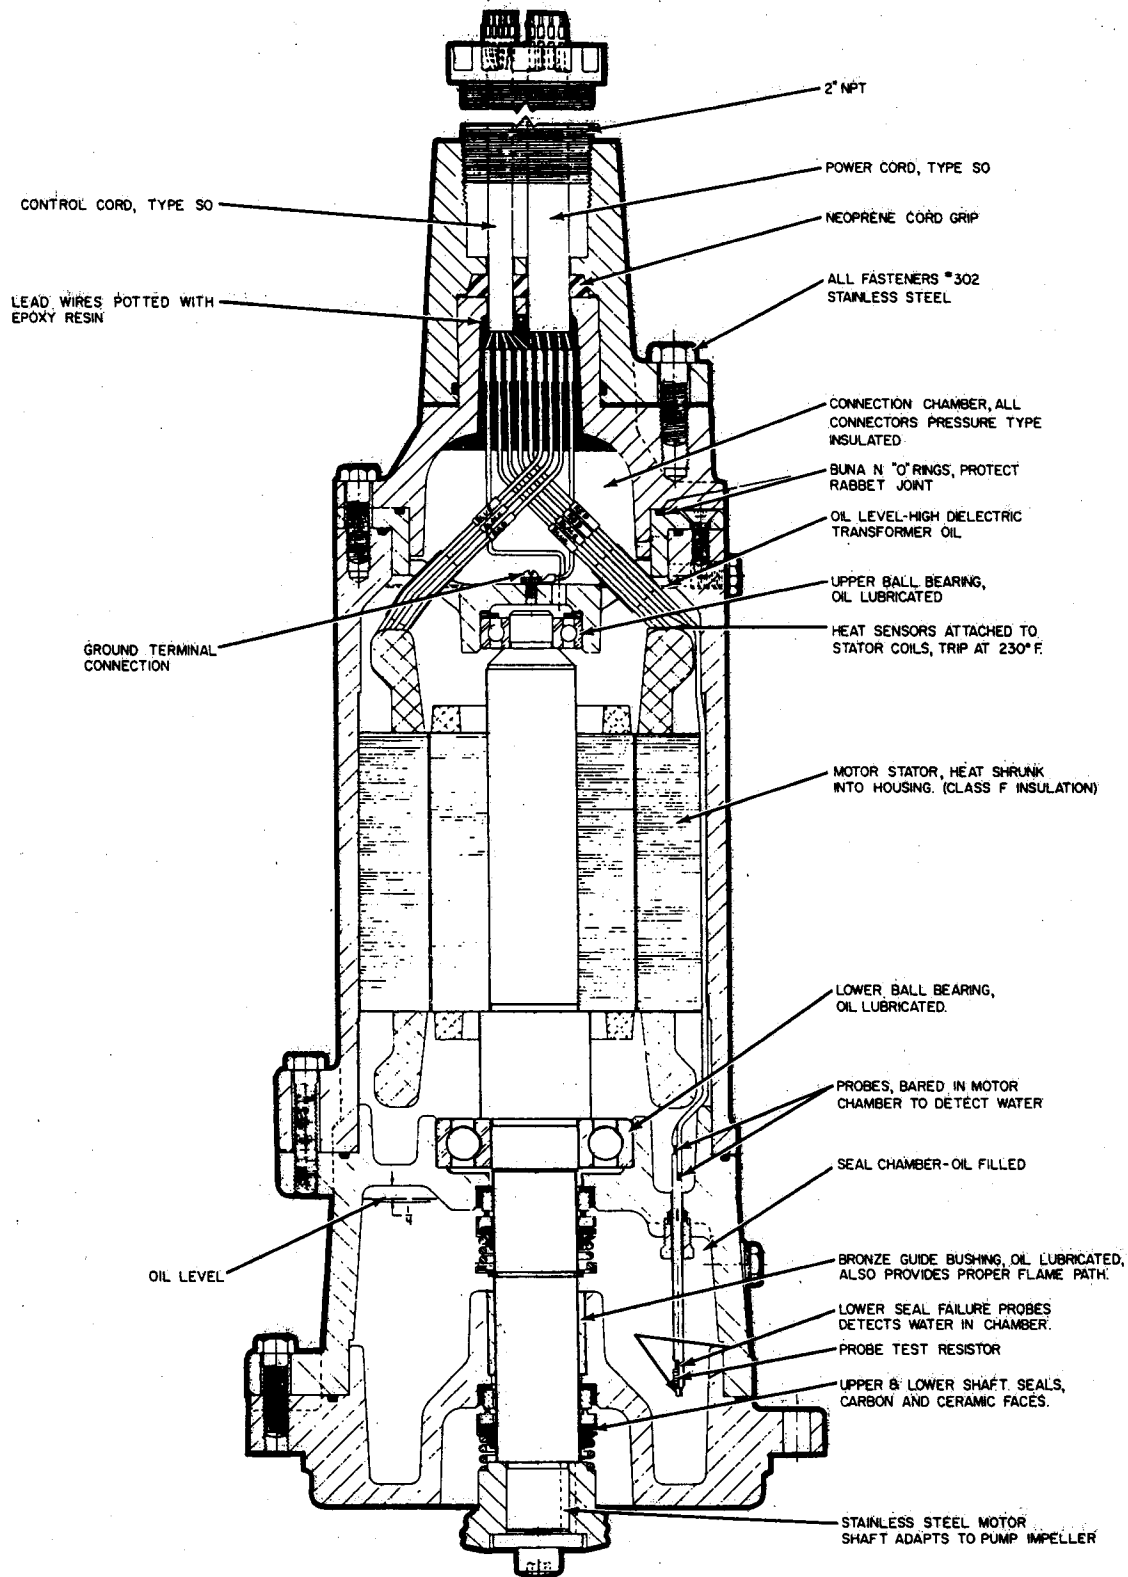 2" NPT
POWER CORD, TYPE SO
CONTROL CORD, TYPE SO
NEOPRENE CORD GRIP
ALL FASTENERS #302
STAINLESS STEEL
LEAD WIRES POTTED WITH
EPOXY RESIN
CONNECTION CHAMBER, ALL
CONNECTORS PRESSURE TYPE
INSULATED
BUNA N "O" RINGS, PROTECT
RABBET JOINT
OIL LEVEL-HIGH DIELECTRIC
TRANSFORMER OIL
UPPER BALL BEARING,
OIL LUBRICATED
HEAT SENSORS ATTACHED TO
STATOR COILS, TRIP AT 230° F.
GROUND TERMINAL
CONNECTION
MOTOR STATOR, HEAT SHRUNK
INTO HOUSING. (CLASS F INSULATION)
LOWER BALL BEARING,
OIL LUBRICATED.
PROBES, BARED IN MOTOR
CHAMBER TO DETECT WATER
SEAL CHAMBER-OIL FILLED
1/4
OIL LEVEL
BRONZE GUIDE BUSHING, OIL LUBRICATED,
ALSO PROVIDES PROPER FLAME PATH.
LOWER SEAL FAILURE PROBES
DETECTS WATER IN CHAMBER.
PROBE TEST RESISTOR
UPPER & LOWER SHAFT SEALS,
CARBON AND CERAMIC FACES.
STAINLESS STEEL MOTOR
SHAFT ADAPTS TO PUMP IMPELLER